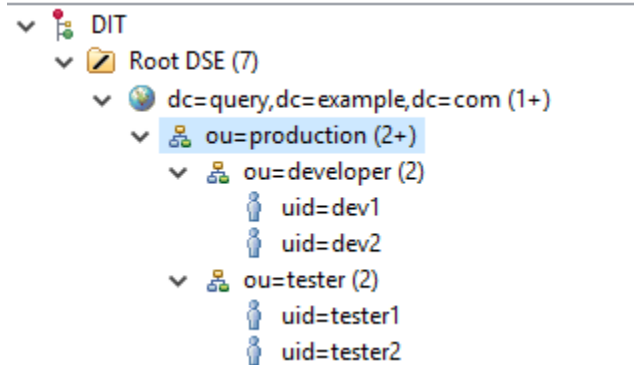 DIT
Root DSE (7)
dc=query,dc=example,dc=com (1+)
ou=production (2+)
ou=developer (2)
uid=dev1
uid=dev2
ou=tester (2)
uid=tester1
uid=tester2